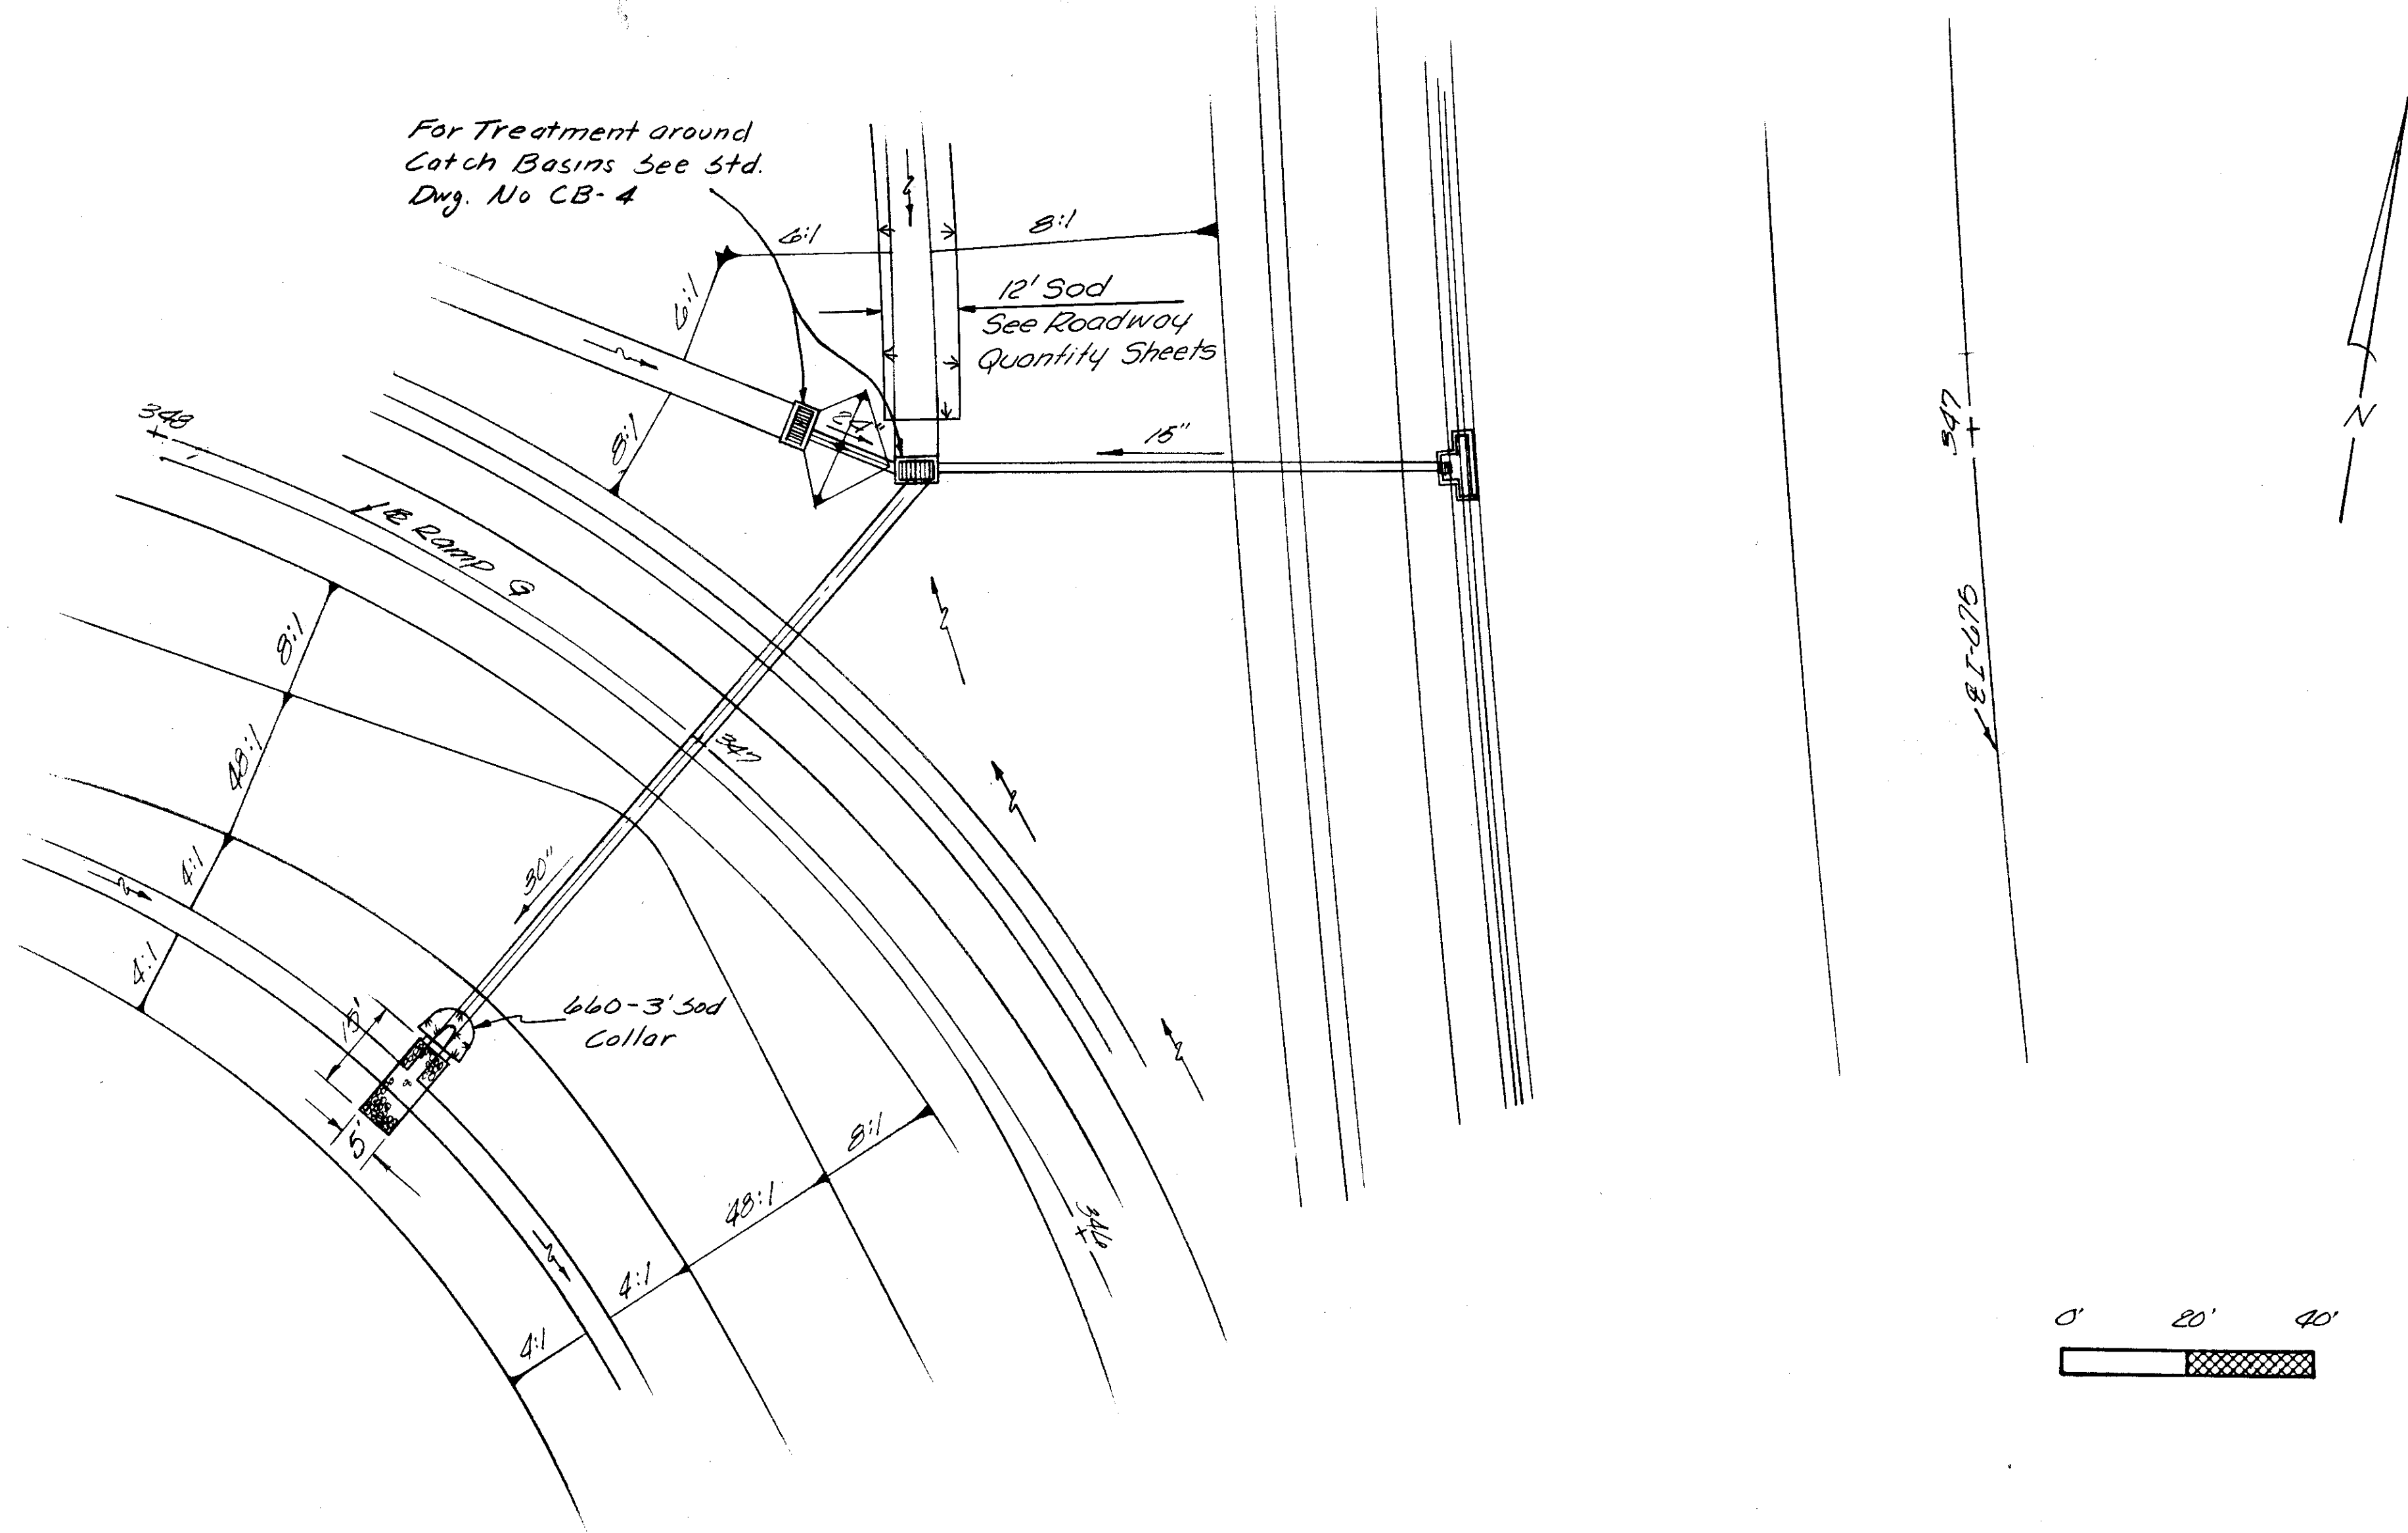 For Treatment around
Catch Basins See Std.
Dwg. No CB-4
6:1
8:1
6:1
12' Sod
See Roadway
Quantity Sheets
8:1
24"
15"
348
℄ Ramp G
347
347
℄ I-675
N
8:1
48:1
4:1
4:1
30"
15'
5'
660-3' Sod
Collar
8:1
48:1
4:1
4:1
346
0' 20' 40'